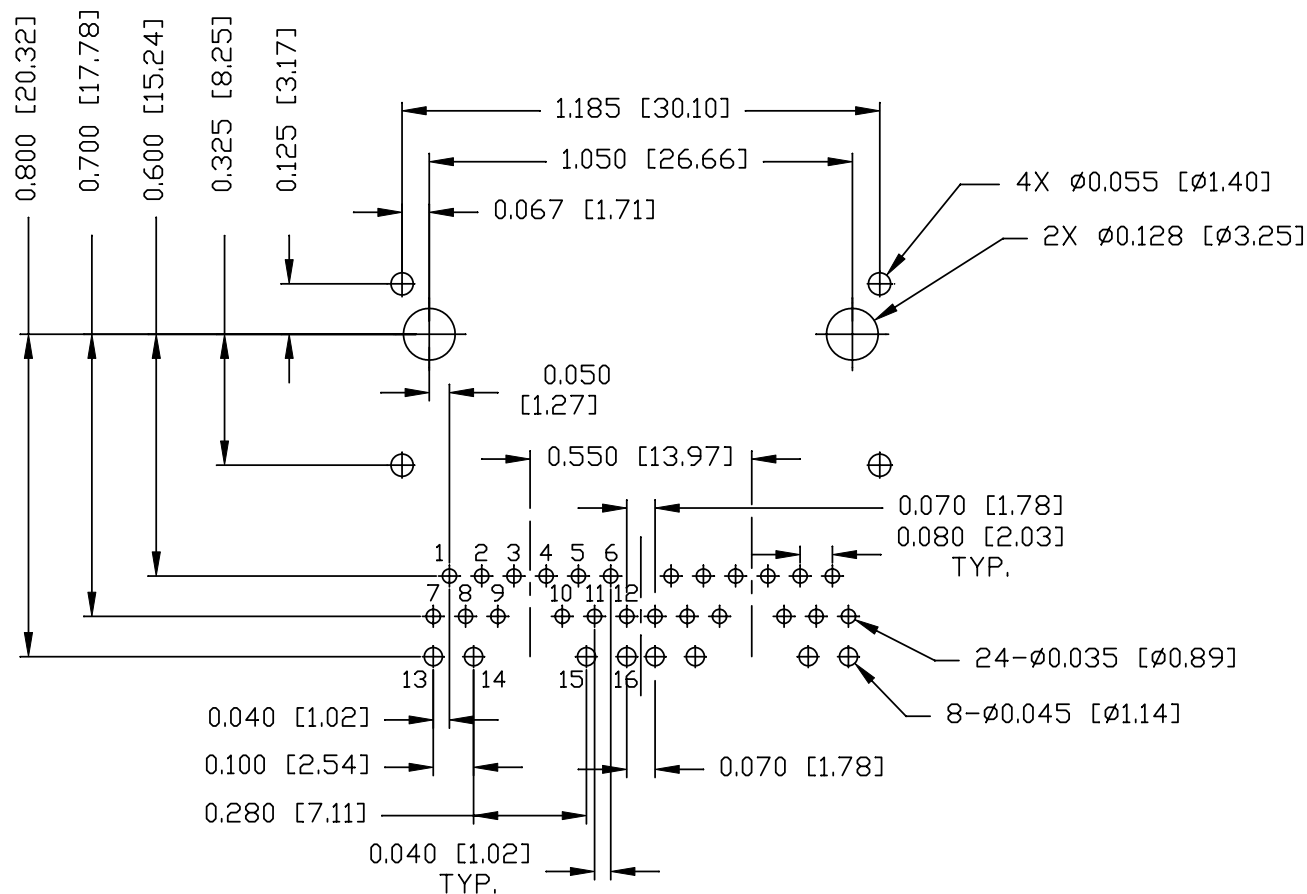 0.800 [20.32]
0.700 [17.78]
0.600 [15.24]
0.325 [8.25]
0.125 [3.17]
1.185 [30.10]
1.050 [26.66]
0.067 [1.71]
4X Ø0.055 [Ø1.40]
2X Ø0.128 [Ø3.25]
0.050
[1.27]
0.550 [13.97]
0.070 [1.78]
0.080 [2.03]
TYP.
1 2 3 4 5 6
7 8 9 10 11 12
13 14 15 16
24-Ø0.035 [Ø0.89]
8-Ø0.045 [Ø1.14]
0.040 [1.02]
0.100 [2.54]
0.070 [1.78]
0.280 [7.11]
0.040 [1.02]
TYP.